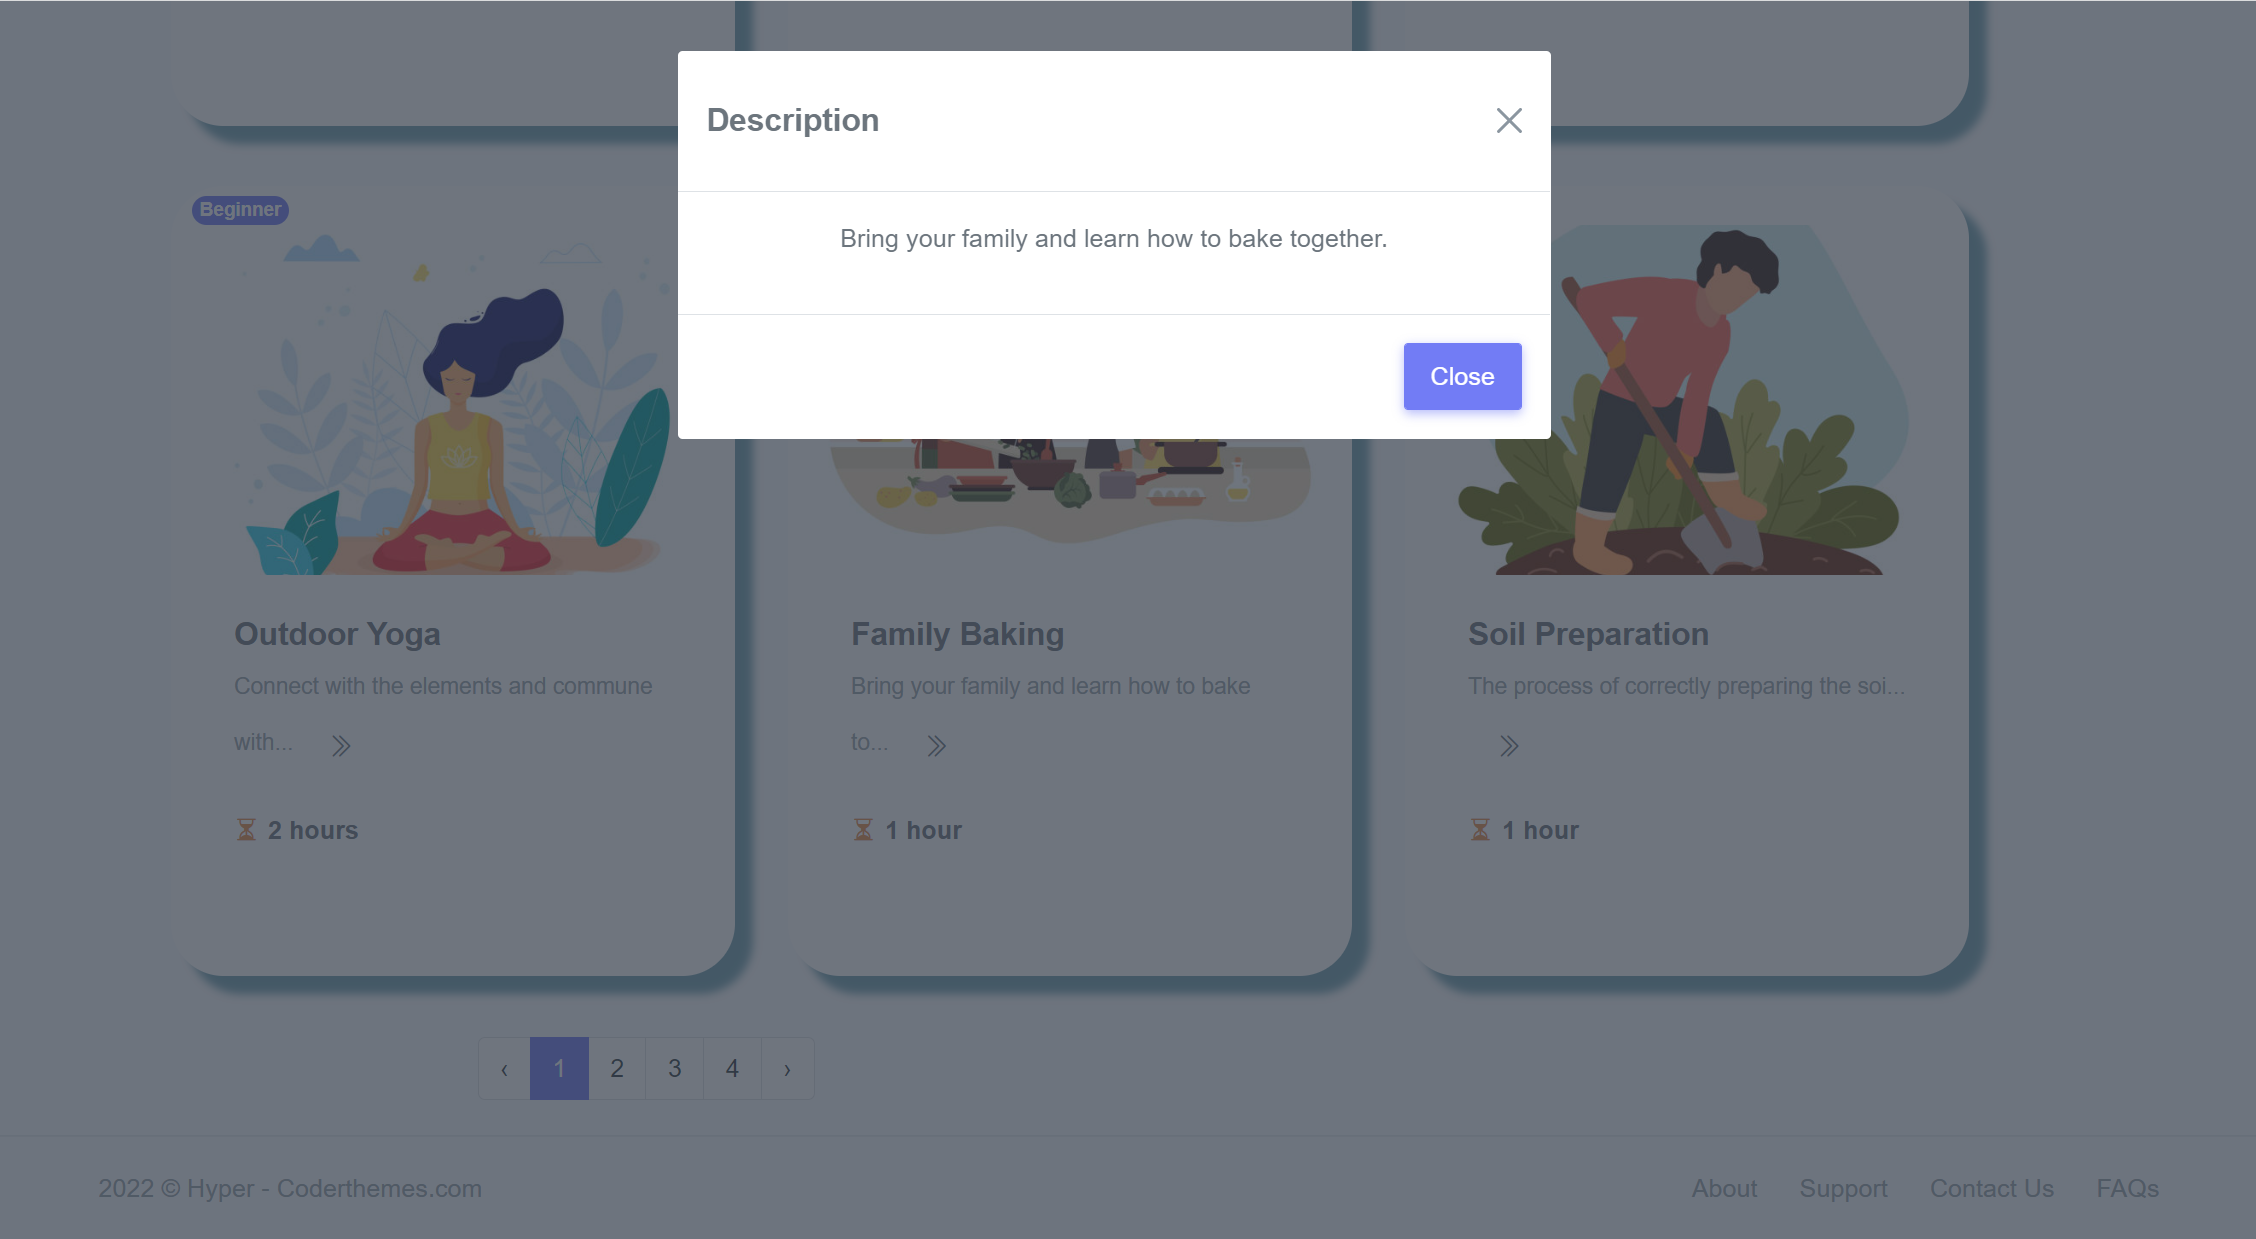 Description
Bring your family and learn how to bake together.
Close
Beginner
Outdoor Yoga
Connect with the elements and commune
with...
2 hours
Family Baking
Bring your family and learn how to bake
to...
1 hour
Soil Preparation
The process of correctly preparing the soi...
1 hour
‹ 1 2 3 4 ›
2022 © Hyper - Coderthemes.com
About Support Contact Us FAQs